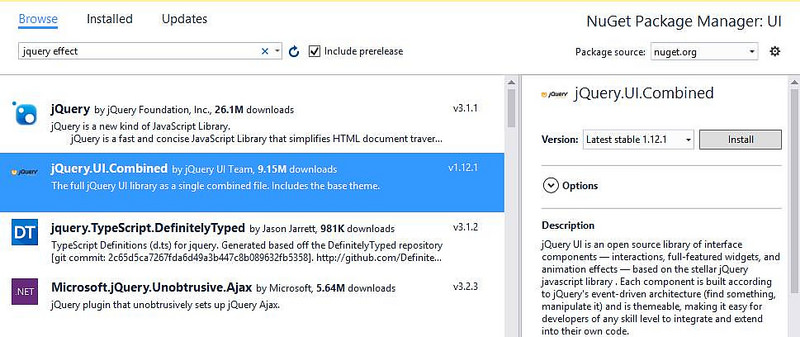 Browse Installed Updates
NuGet Package Manager: UI
jquery effect
Include prerelease
Package source: nuget.org
jQuery by jQuery Foundation, Inc., 26.1M downloads v3.1.1
jQuery is a new kind of JavaScript Library.
jQuery is a fast and concise JavaScript Library that simplifies HTML document traver...
jQuery
jQuery.UI.Combined by jQuery UI Team, 9.15M downloads v1.12.1
The full jQuery UI library as a single combined file. Includes the base theme.
DT
jquery.TypeScript.DefinitelyTyped by Jason Jarrett, 981K downloads v3.1.2
TypeScript Definitions (d.ts) for jquery. Generated based off the DefinitelyTyped repository
[git commit: 2c65d5ca7267fda6d49a3b447c8b089632fb5358]. http://github.com/Definite...
.NET
Microsoft.jQuery.Unobtrusive.Ajax by Microsoft, 5.64M downloads v3.2.3
jQuery plugin that unobtrusively sets up jQuery Ajax.
jQuery
jQuery.UI.Combined
Version: Latest stable 1.12.1 Install
Options
Description
jQuery UI is an open source library of interface
components — interactions, full-featured widgets, and
animation effects — based on the stellar jQuery
javascript library . Each component is built according
to jQuery's event-driven architecture (find something,
manipulate it) and is themeable, making it easy for
developers of any skill level to integrate and extend
into their own code.